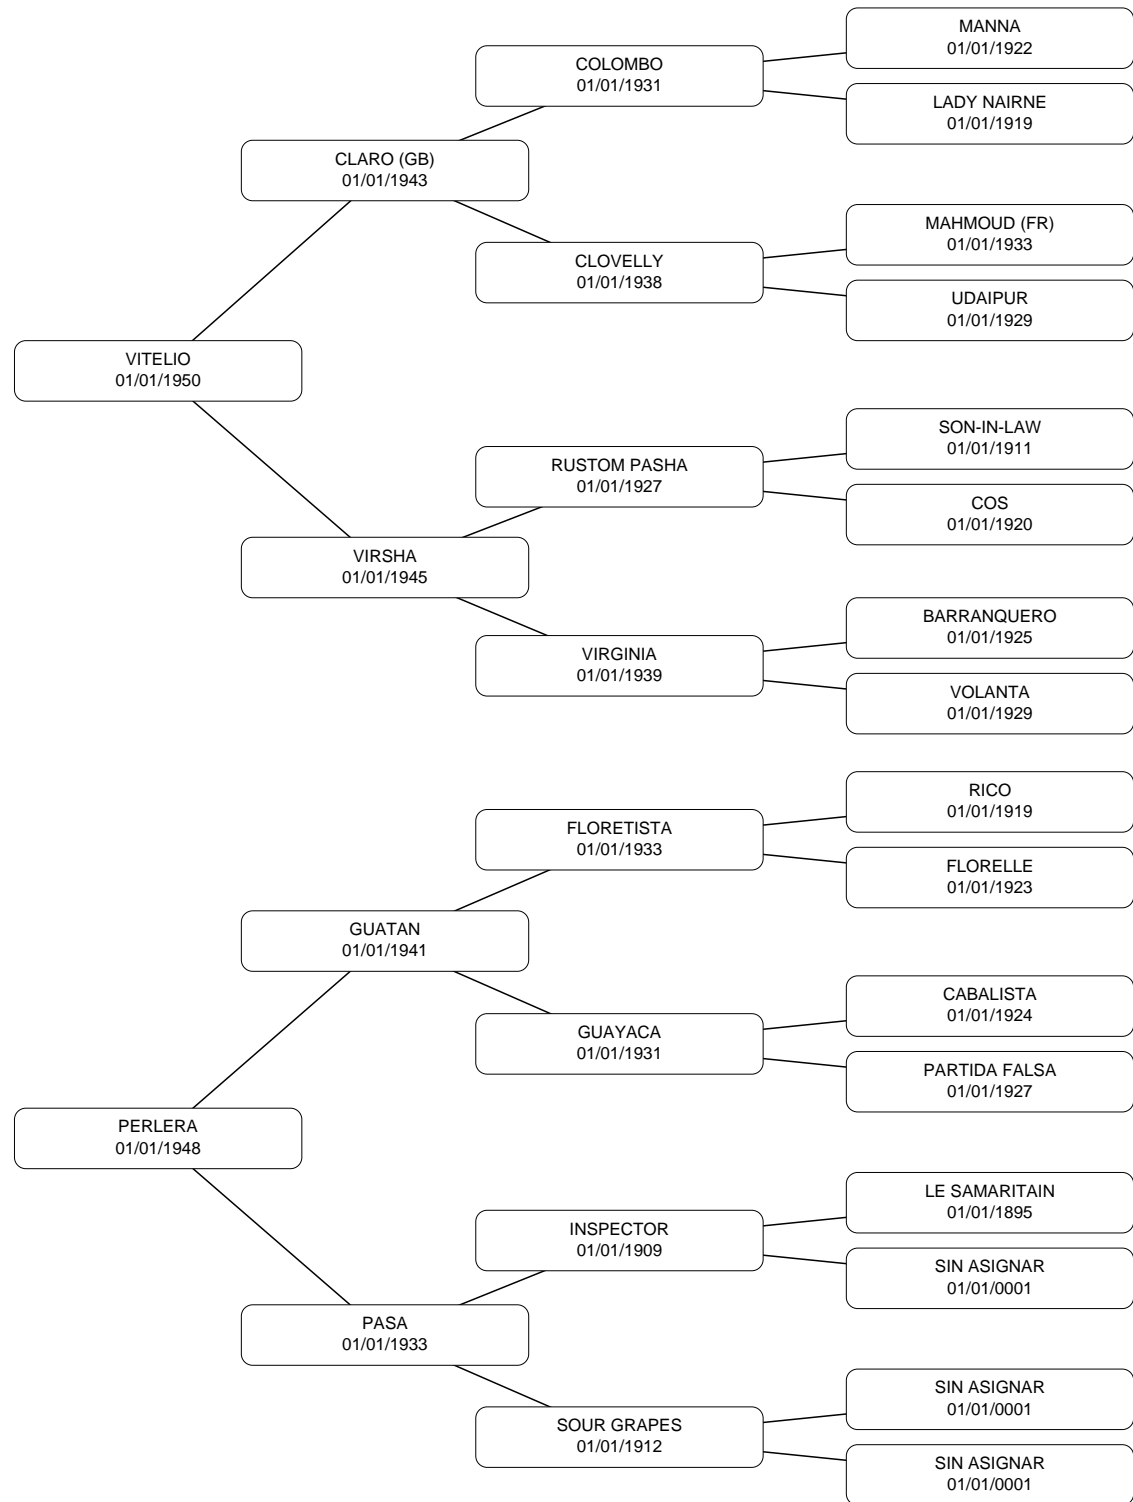 MANNA
01/01/1922
COLOMBO
01/01/1931
LADY NAIRNE
01/01/1919
CLARO (GB)
01/01/1943
MAHMOUD (FR)
01/01/1933
CLOVELLY
01/01/1938
UDAIPUR
01/01/1929
VITELIO
01/01/1950
SON-IN-LAW
01/01/1911
RUSTOM PASHA
01/01/1927
COS
01/01/1920
VIRSHA
01/01/1945
BARRANQUERO
01/01/1925
VIRGINIA
01/01/1939
VOLANTA
01/01/1929
RICO
01/01/1919
FLORETISTA
01/01/1933
FLORELLE
01/01/1923
GUATAN
01/01/1941
CABALISTA
01/01/1924
GUAYACA
01/01/1931
PARTIDA FALSA
01/01/1927
PERLERA
01/01/1948
LE SAMARITAIN
01/01/1895
INSPECTOR
01/01/1909
SIN ASIGNAR
01/01/0001
PASA
01/01/1933
SIN ASIGNAR
01/01/0001
SOUR GRAPES
01/01/1912
SIN ASIGNAR
01/01/0001